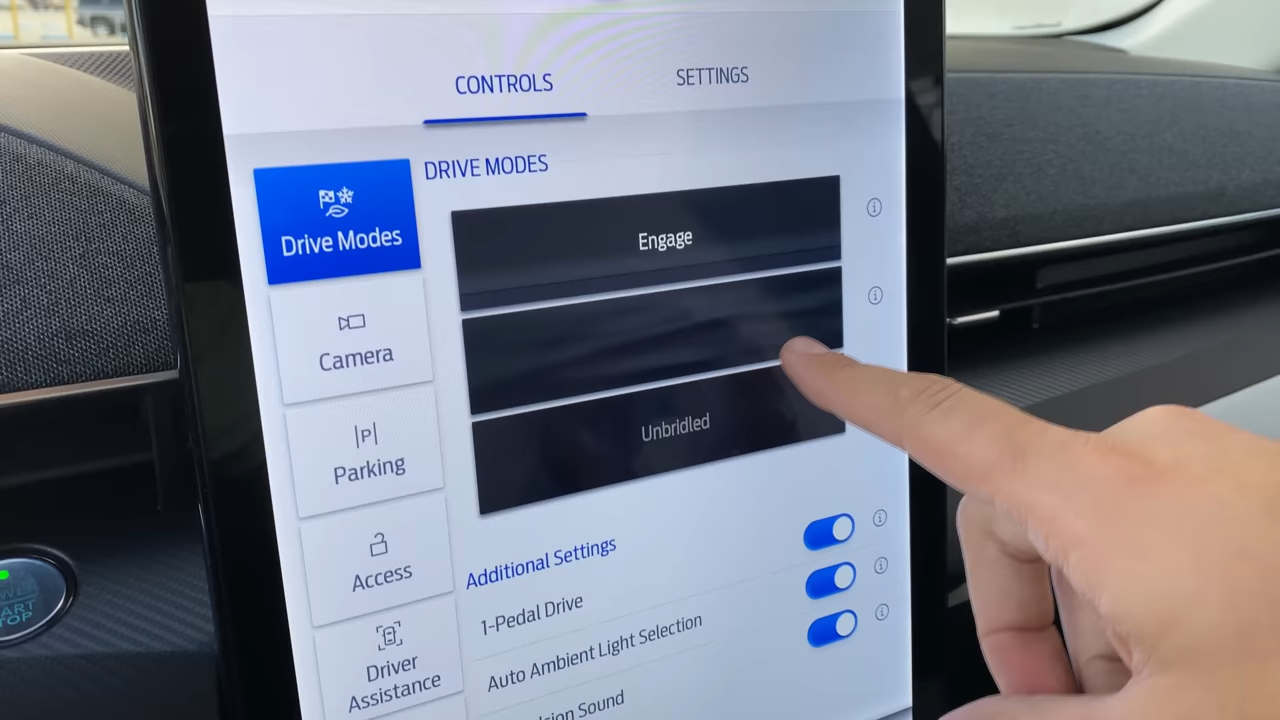 CONTROLS
SETTINGS
DRIVE MODES
Drive Modes
Engage
Camera
Unbridled
Parking
P
Access
Additional Settings
1-Pedal Drive
Driver
Assistance
Auto Ambient Light Selection
Sound